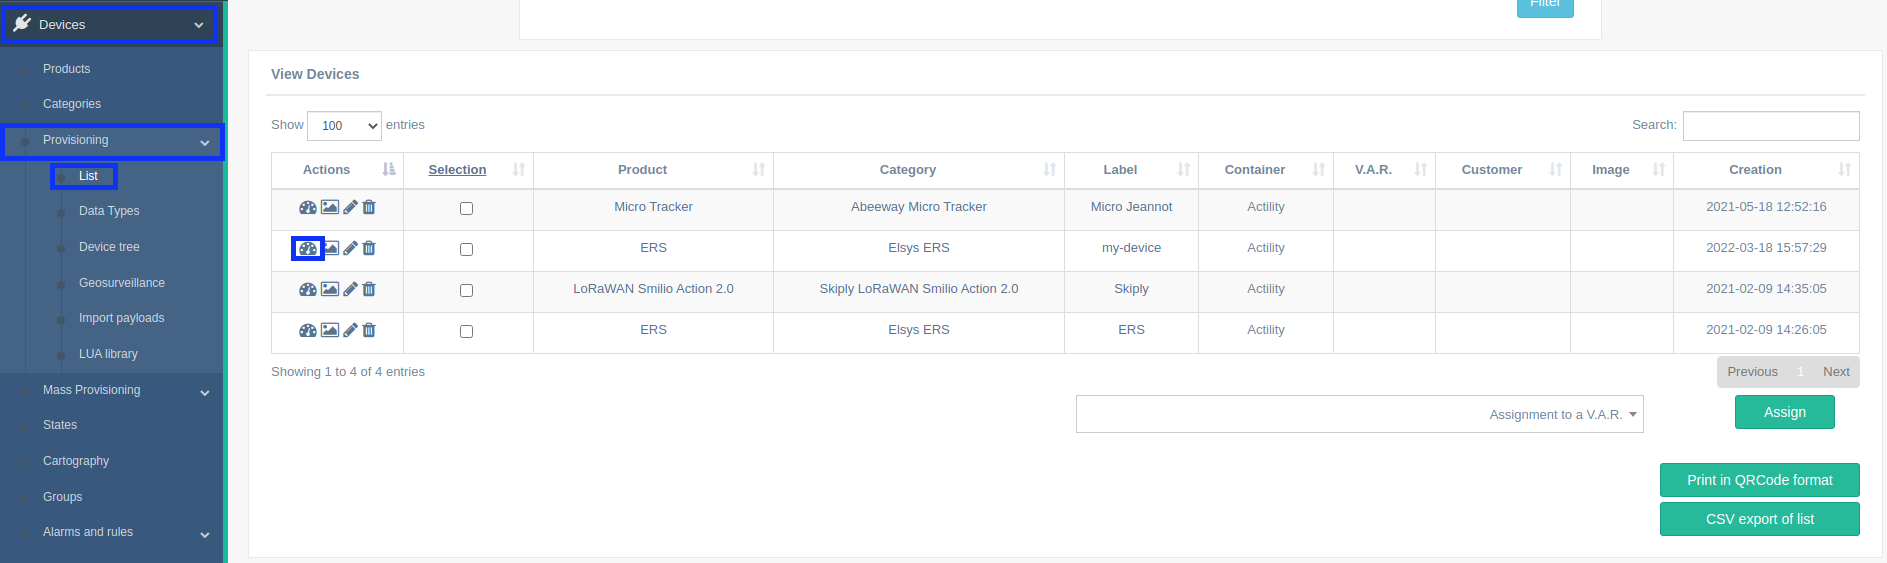 Devices
Products
Categories
Provisioning
List
Data Types
Device tree
Geosurveillance
Import payloads
LUA library
Mass Provisioning
States
Cartography
Groups
Alarms and rules
Filter
View Devices
Show 100 entries
Search:
Actions Selection Product Category Label Container V.A.R. Customer Image Creation
Micro Tracker Abeeway Micro Tracker Micro Jeannot Actility 2021-05-18 12:52:16
ERS Elsys ERS my-device Actility 2022-03-18 15:57:29
LoRaWAN Smilio Action 2.0 Skiply LoRaWAN Smilio Action 2.0 Skiply Actility 2021-02-09 14:35:05
ERS Elsys ERS ERS Actility 2021-02-09 14:26:05
Showing 1 to 4 of 4 entries
Previous 1 Next
Assignment to a V.A.R.
Assign
Print in QRCode format
CSV export of list